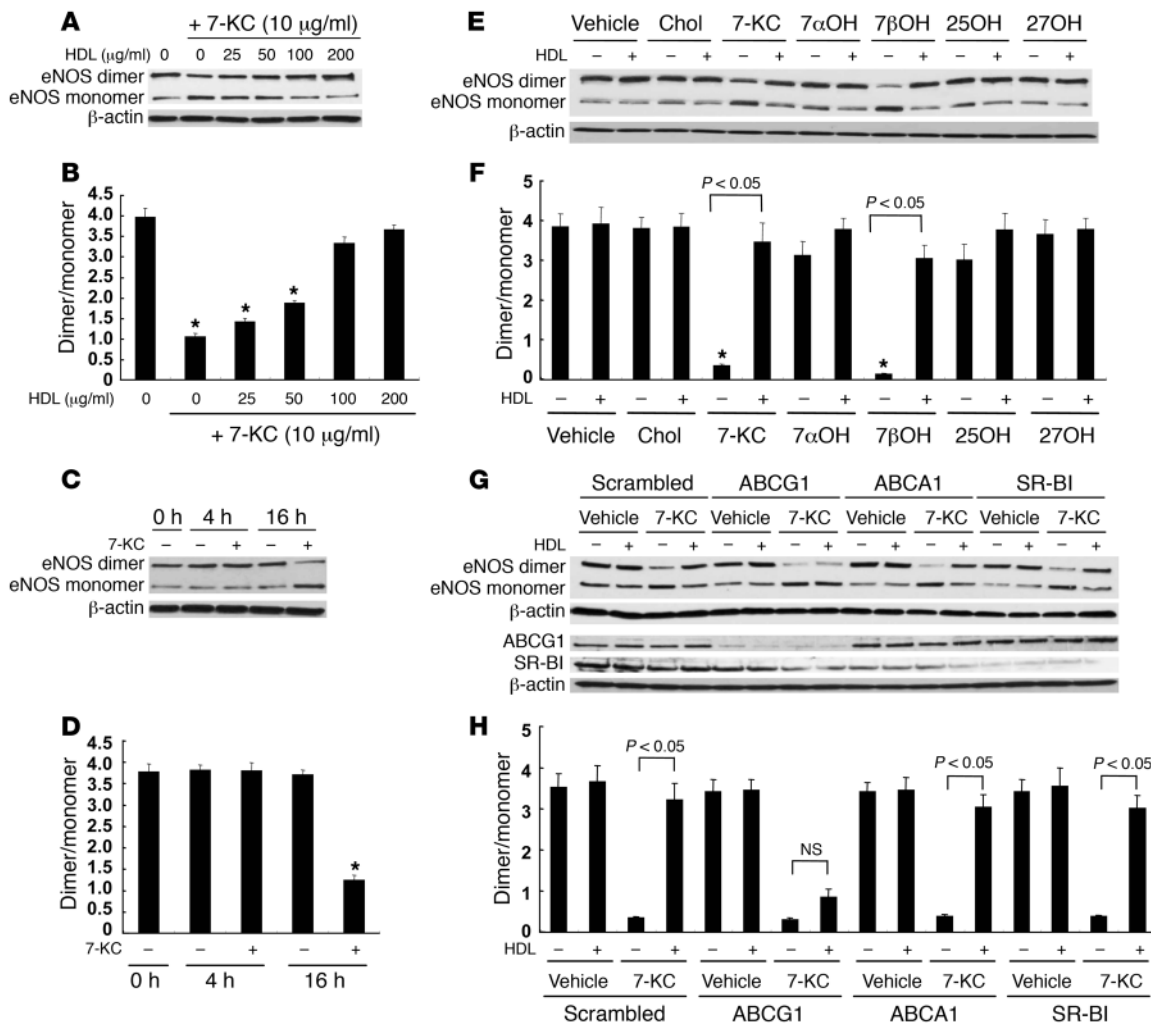 A
+ 7-KC (10 μg/ml)
HDL (μg/ml) 0 0 25 50 100 200
eNOS dimer
eNOS monomer
β-actin
B
Dimer/monomer
4.5
4.0
3.5
3.0
2.5
2.0
1.5
1.0
0.5
0
* * *
HDL (μg/ml) 0 0 25 50 100 200
+ 7-KC (10 μg/ml)
C
0 h 4 h 16 h
7-KC – – + – +
eNOS dimer
eNOS monomer
β-actin
D
Dimer/monomer
4.5
4.0
3.5
3.0
2.5
2.0
1.5
1.0
0.5
0
*
7-KC – – + – +
0 h 4 h 16 h
E
Vehicle Chol 7-KC 7αOH 7βOH 25OH 27OH
HDL – + – + – + – + – + – + – +
eNOS dimer
eNOS monomer
β-actin
F
Dimer/monomer
5
4
3
2
1
0
P < 0.05
P < 0.05
* *
HDL – + – + – + – + – + – + – +
Vehicle Chol 7-KC 7αOH 7βOH 25OH 27OH
G
Scrambled ABCG1 ABCA1 SR-BI
Vehicle 7-KC Vehicle 7-KC Vehicle 7-KC Vehicle 7-KC
HDL – + – + – + – + – + – + – + – +
eNOS dimer
eNOS monomer
β-actin
ABCG1
SR-BI
β-actin
H
Dimer/monomer
5
4
3
2
1
0
P < 0.05
NS
P < 0.05
P < 0.05
HDL – + – + – + – + – + – + – + – +
Vehicle 7-KC Vehicle 7-KC Vehicle 7-KC Vehicle 7-KC
Scrambled ABCG1 ABCA1 SR-BI